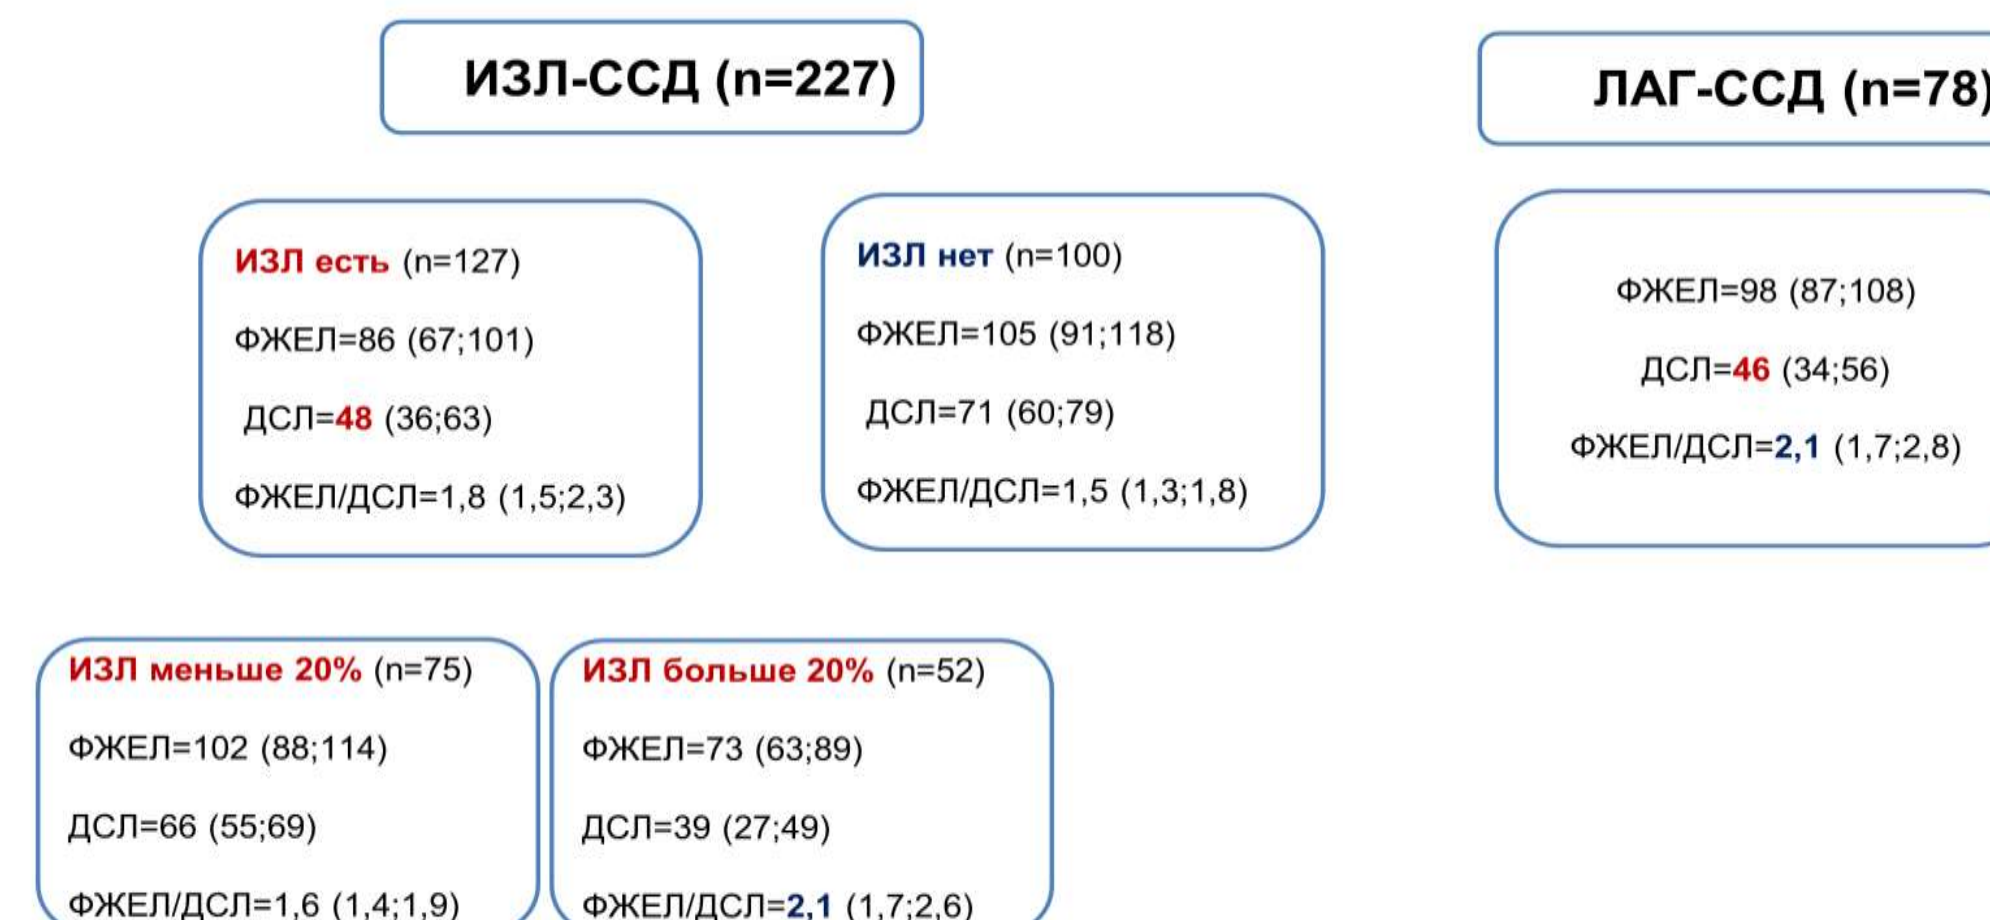 ИЗЛ-ССД (n=227)
ЛАГ-ССД (n=78)
ИЗЛ есть (n=127)
ФЖЕЛ=86 (67;101)
ДСЛ=48 (36;63)
ФЖЕЛ/ДСЛ=1,8 (1,5;2,3)
ИЗЛ нет (n=100)
ФЖЕЛ=105 (91;118)
ДСЛ=71 (60;79)
ФЖЕЛ/ДСЛ=1,5 (1,3;1,8)
ФЖЕЛ=98 (87;108)
ДСЛ=46 (34;56)
ФЖЕЛ/ДСЛ=2,1 (1,7;2,8)
ИЗЛ меньше 20% (n=75)
ФЖЕЛ=102 (88;114)
ДСЛ=66 (55;69)
ФЖЕЛ/ДСЛ=1,6 (1,4;1,9)
ИЗЛ больше 20% (n=52)
ФЖЕЛ=73 (63;89)
ДСЛ=39 (27;49)
ФЖЕЛ/ДСЛ=2,1 (1,7;2,6)